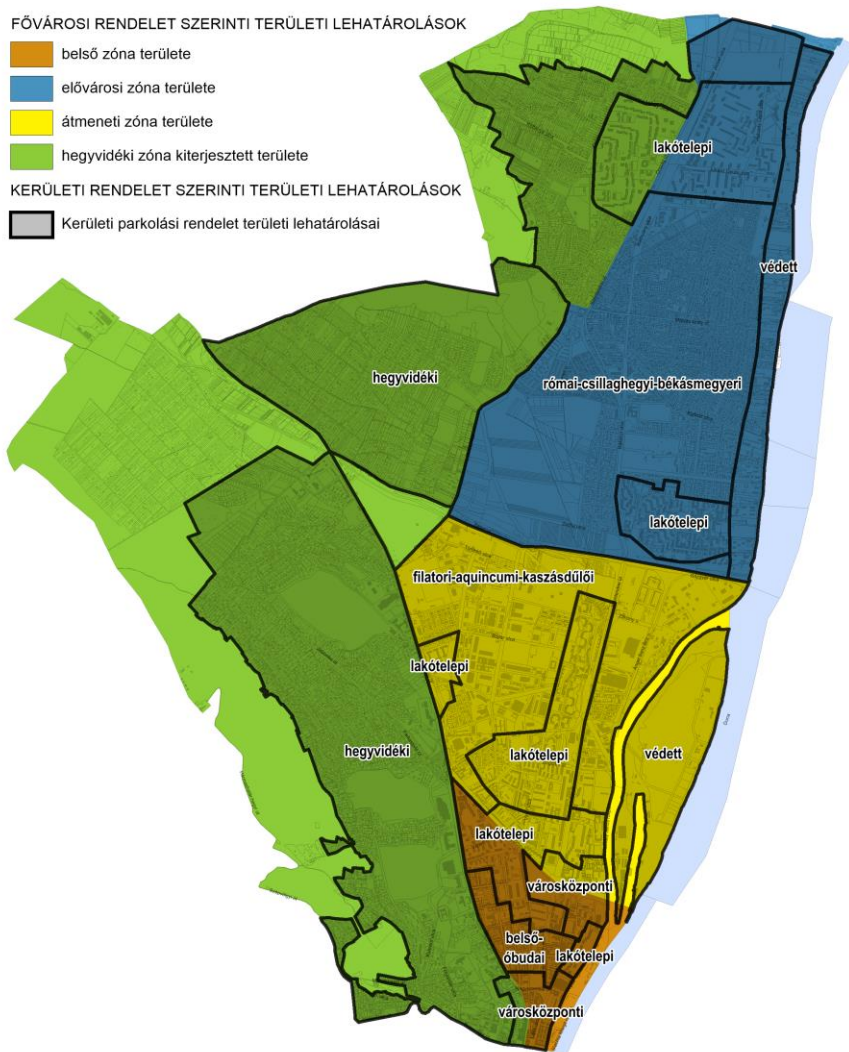 FŐVÁROSI RENDELET SZERINTI TERÜLETI LEHATÁROLÁSOK
belső zóna területe
elővárosi zóna területe
átmeneti zóna területe
hegyvidéki zóna kiterjesztett területe
KERÜLETI RENDELET SZERINTI TERÜLETI LEHATÁROLÁSOK
Kerületi parkolási rendelet területi lehatárolásai
lakótelepi
védett
hegyvidéki
római-csillaghegyi-békásmegyeri
lakótelepi
filatori-aquincumi-kaszásdűlői
lakótelepi
hegyvidéki
lakótelepi
védett
lakótelepi
városközponti
belső-
óbudai
lakótelepi
városközponti